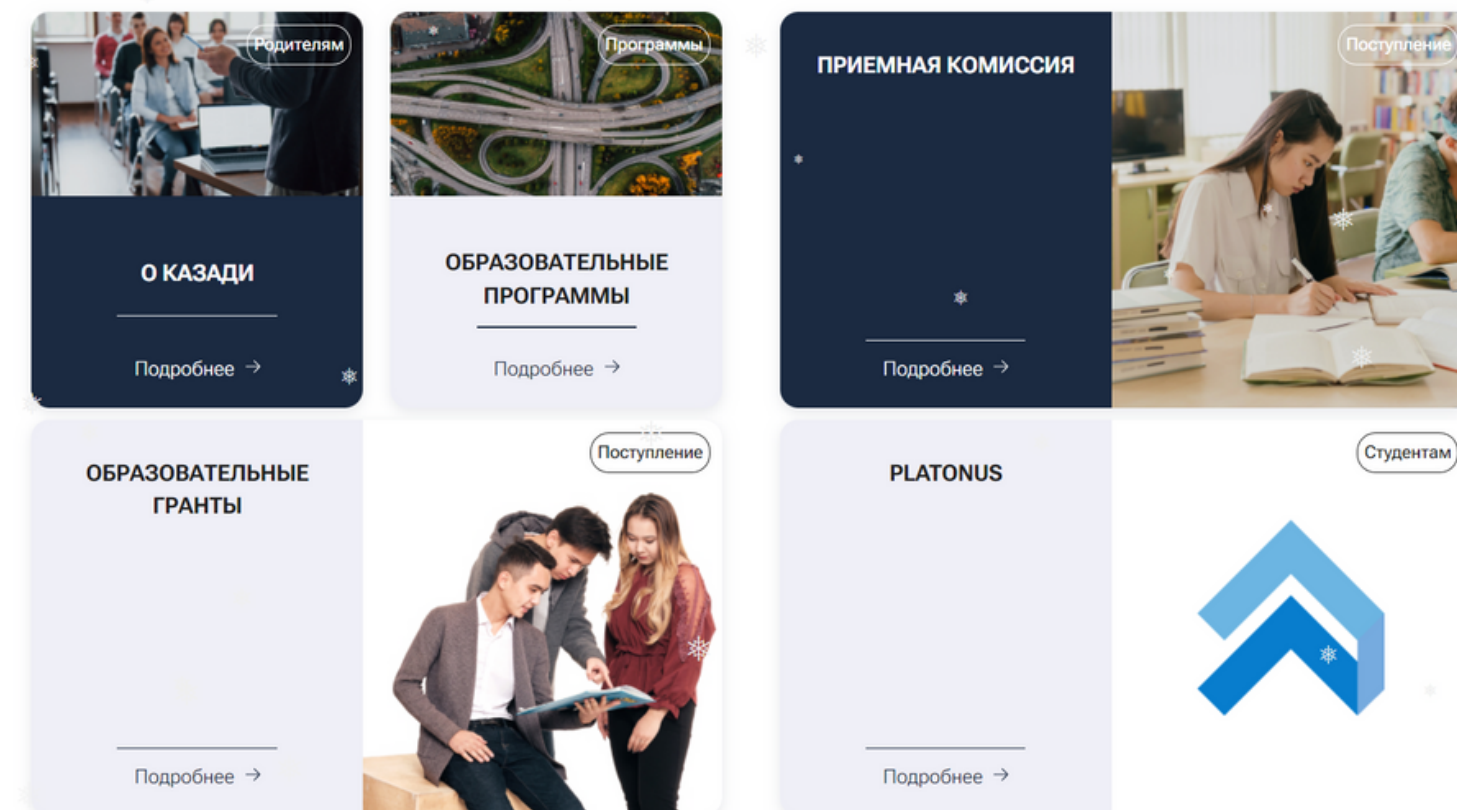 Родителям
О КАЗАДИ
Подробнее →
Программы
ОБРАЗОВАТЕЛЬНЫЕ
ПРОГРАММЫ
Подробнее →
Поступление
ПРИЕМНАЯ КОМИССИЯ
Подробнее →
Поступление
ОБРАЗОВАТЕЛЬНЫЕ
ГРАНТЫ
Подробнее →
Студентам
PLATONUS
Подробнее →